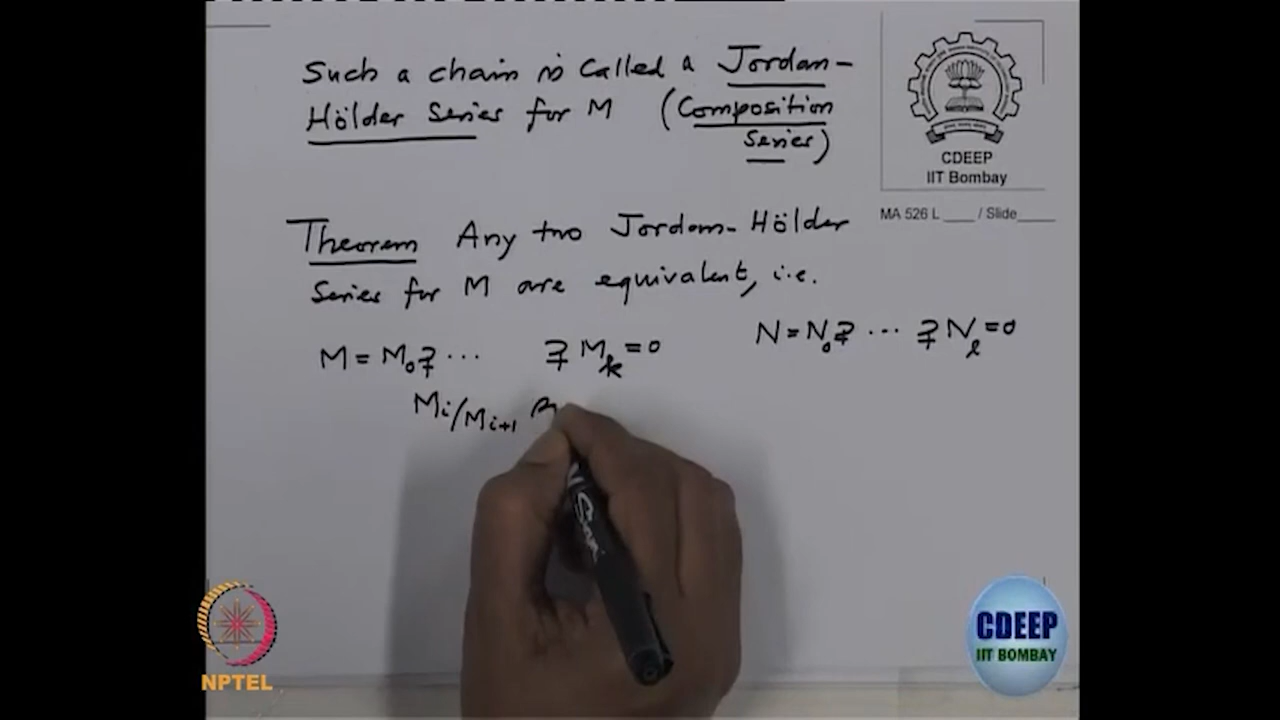 Such a chain is called a Jordan-
Hölder Series for M (Composition
Series)
CDEEP
IIT Bombay
MA 526 L ____ / Slide____
Theorem Any two Jordan-Hölder
Series for M are equivalent, i.e.
M = M₀ ⊋ ··· ⊋ Mₖ = 0 N = N₀ ⊋ ··· ⊋ Nₗ = 0
Mᵢ/Mᵢ₊₁
NPTEL
CDEEP
IIT BOMBAY